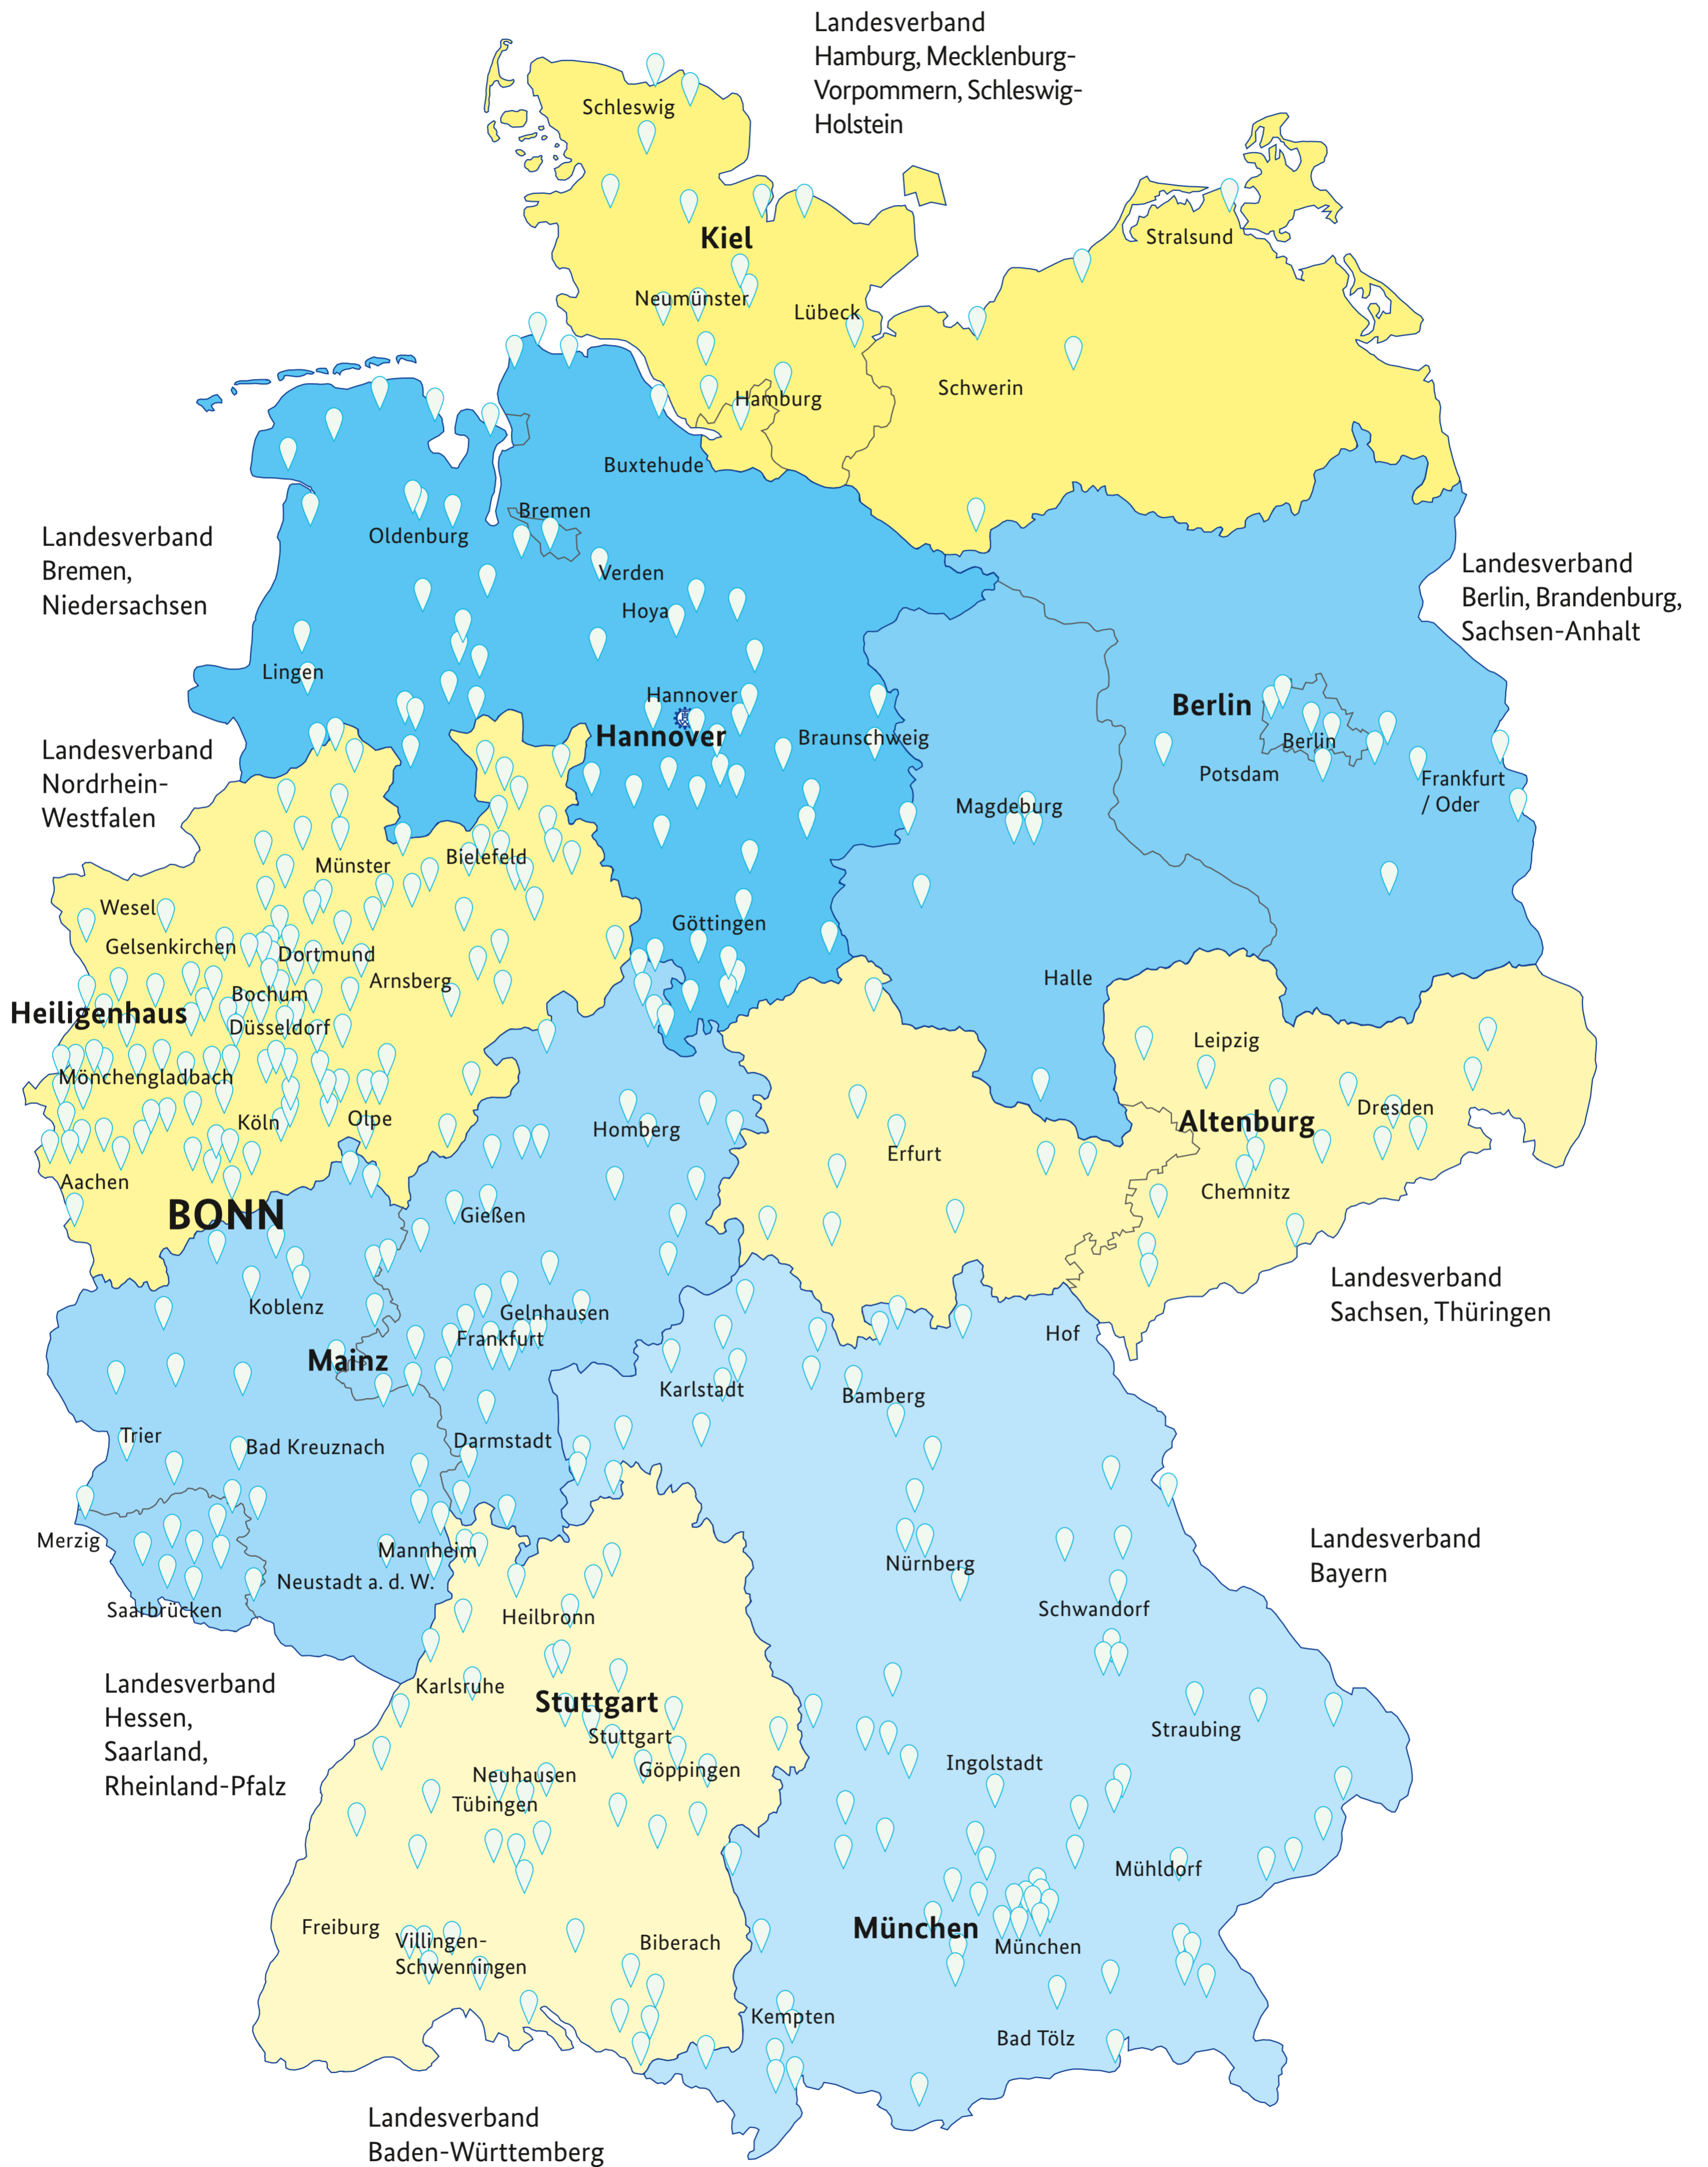 Landesverband
Hamburg, Mecklenburg-
Vorpommern, Schleswig-
Holstein
Schleswig
Kiel
Stralsund
Neumünster
Lübeck
Schwerin
Hamburg
Buxtehude
Bremen
Oldenburg
Landesverband
Bremen,
Niedersachsen
Landesverband
Berlin, Brandenburg,
Sachsen-Anhalt
Verden
Hoya
Lingen
Hannover
Hannover
Braunschweig
Berlin
Berlin
Potsdam
Frankfurt
/ Oder
Landesverband
Nordrhein-
Westfalen
Magdeburg
Münster
Bielefeld
Wesel
Göttingen
Gelsenkirchen
Dortmund
Arnsberg
Halle
Bochum
Heiligenhaus
Düsseldorf
Leipzig
Mönchengladbach
Köln
Olpe
Homberg
Altenburg
Dresden
Erfurt
Aachen
Chemnitz
BONN
Gießen
Landesverband
Sachsen, Thüringen
Koblenz
Gelnhausen
Frankfurt
Hof
Mainz
Karlstadt
Bamberg
Trier
Bad Kreuznach
Darmstadt
Merzig
Mannheim
Nürnberg
Landesverband
Bayern
Neustadt a. d. W.
Saarbrücken
Heilbronn
Schwandorf
Landesverband
Hessen,
Saarland,
Rheinland-Pfalz
Karlsruhe
Stuttgart
Stuttgart
Straubing
Göppingen
Ingolstadt
Neuhausen
Tübingen
Mühldorf
Freiburg
Villingen-
Schwenningen
Biberach
München
München
Kempten
Bad Tölz
Landesverband
Baden-Württemberg